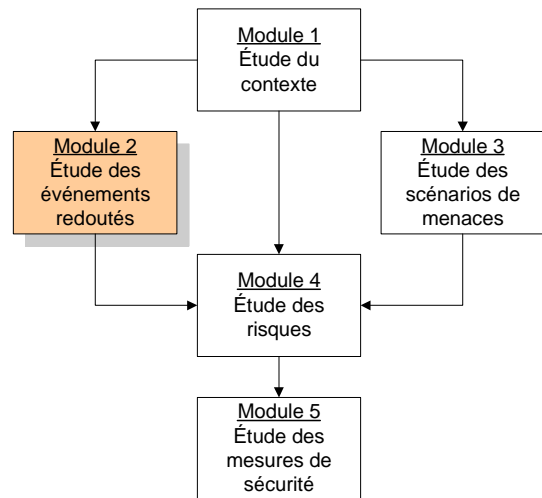 Module 1
Étude du
contexte
Module 2
Étude des
événements
redoutés
Module 3
Étude des
scénarios de
menaces
Module 4
Étude des
risques
Module 5
Étude des
mesures de
sécurité